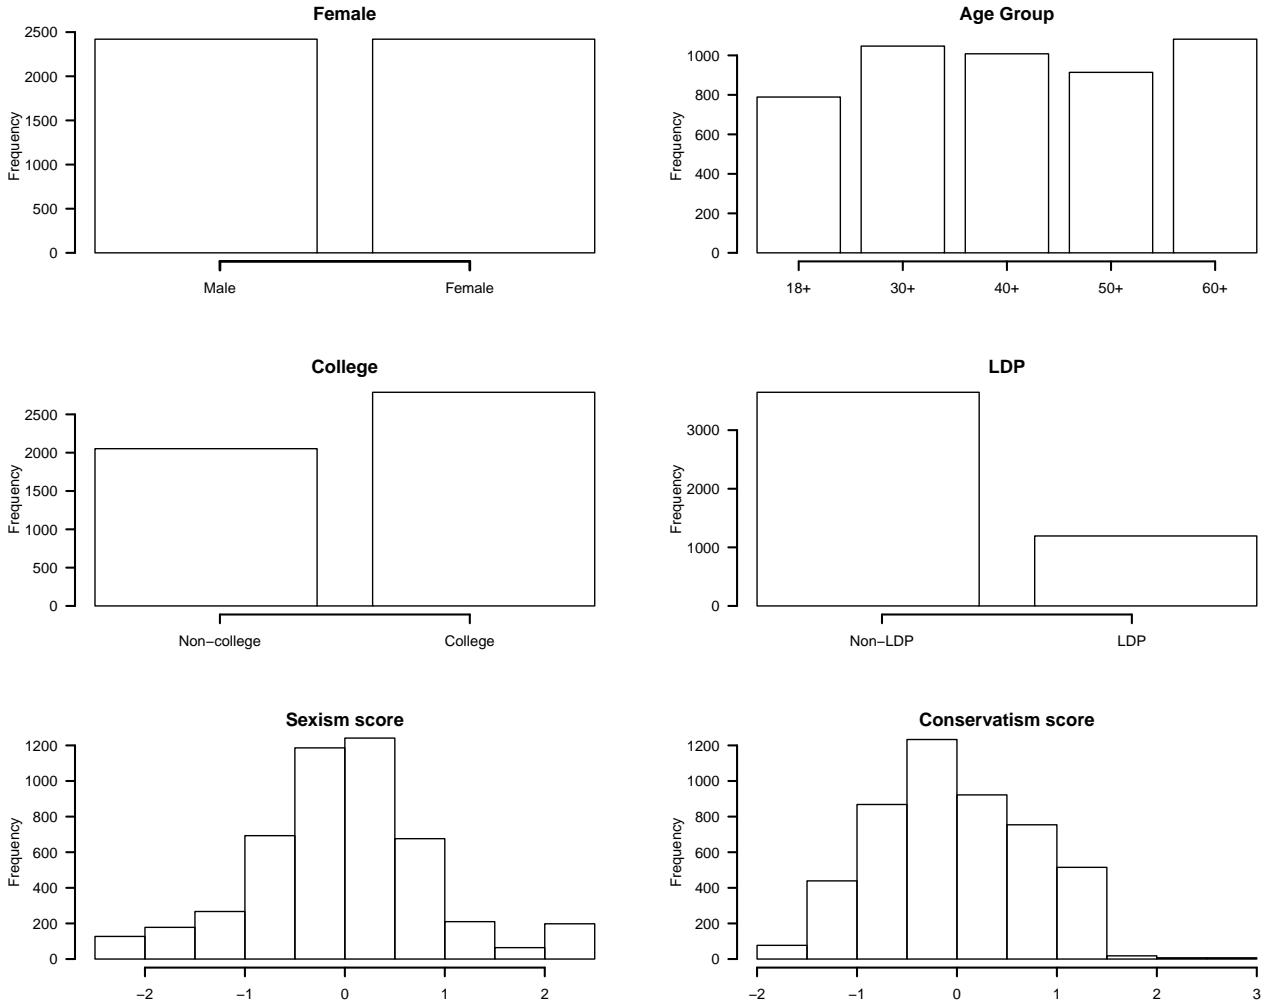 Female
Frequency
2500
2000
1500
1000
500
0
Male Female
Age Group
Frequency
1000
800
600
400
200
0
18+ 30+ 40+ 50+ 60+
College
Frequency
2500
2000
1500
1000
500
0
Non−college College
LDP
Frequency
3000
2000
1000
0
Non−LDP LDP
Sexism score
Frequency
1200
1000
800
600
400
200
0
−2 −1 0 1 2
Conservatism score
Frequency
1200
1000
800
600
400
200
0
−2 −1 0 1 2 3